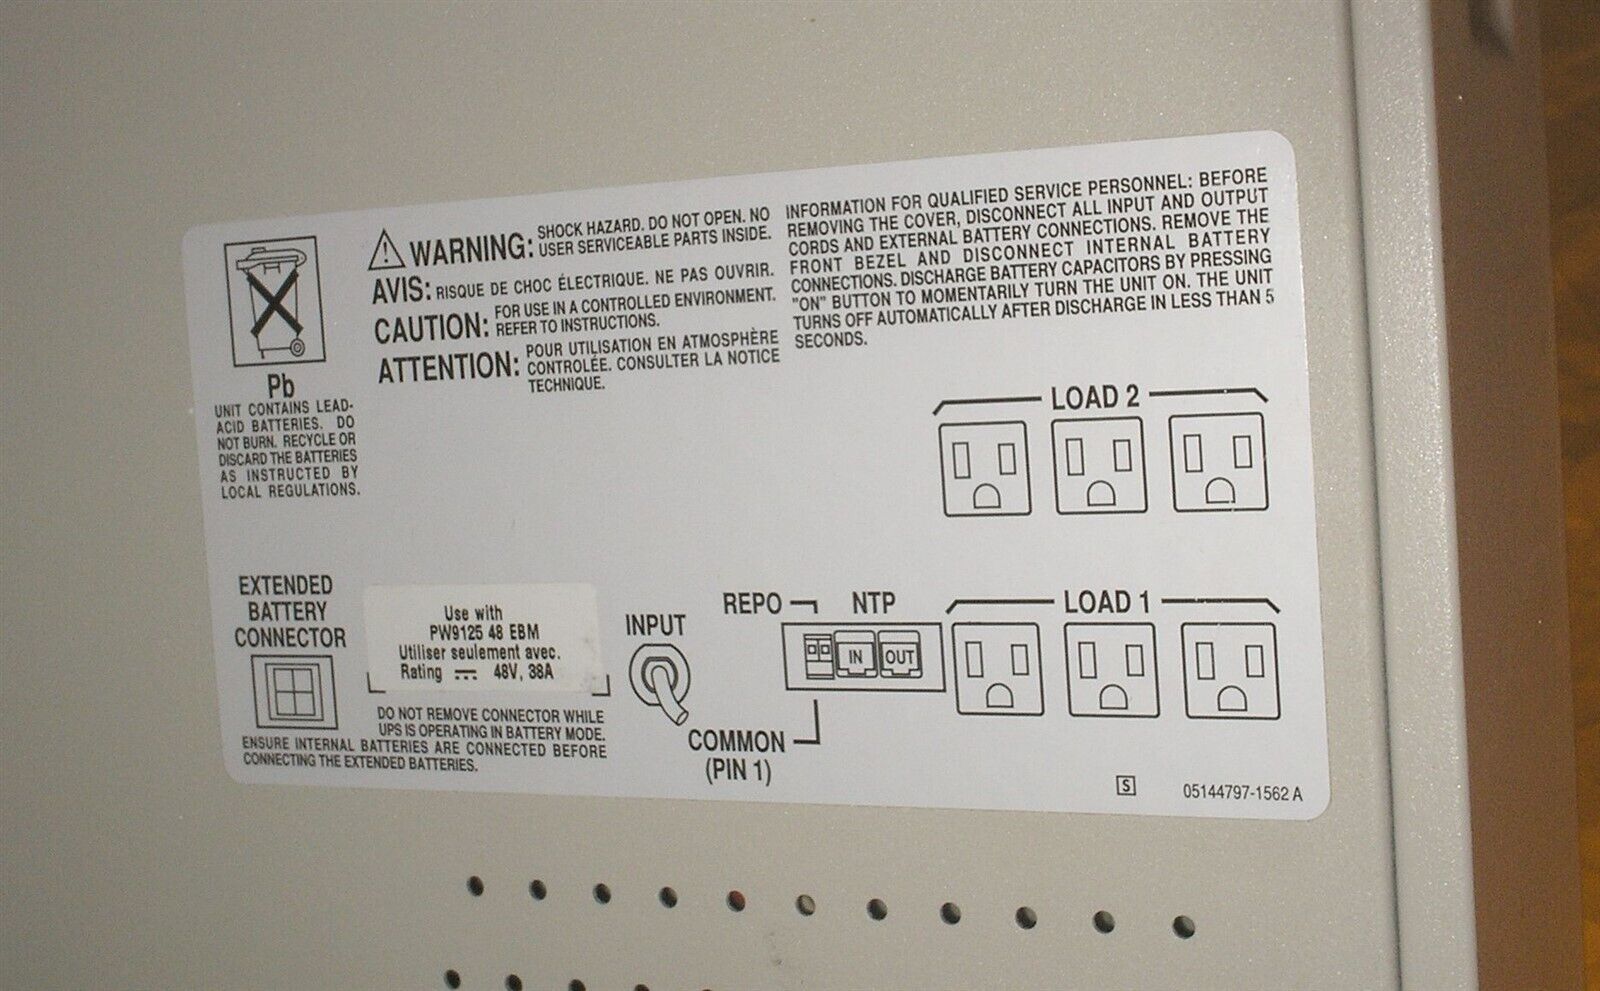 Pb
UNIT CONTAINS LEAD-
ACID BATTERIES. DO
NOT BURN. RECYCLE OR
DISCARD THE BATTERIES
AS INSTRUCTED BY
LOCAL REGULATIONS.
WARNING: SHOCK HAZARD. DO NOT OPEN. NO
USER SERVICEABLE PARTS INSIDE.
AVIS: RISQUE DE CHOC ÉLECTRIQUE. NE PAS OUVRIR.
CAUTION: FOR USE IN A CONTROLLED ENVIRONMENT.
REFER TO INSTRUCTIONS.
ATTENTION: POUR UTILISATION EN ATMOSPHÈRE
CONTROLÉE. CONSULTER LA NOTICE
TECHNIQUE.
INFORMATION FOR QUALIFIED SERVICE PERSONNEL: BEFORE
REMOVING THE COVER, DISCONNECT ALL INPUT AND OUTPUT
CORDS AND EXTERNAL BATTERY CONNECTIONS. REMOVE THE
FRONT BEZEL AND DISCONNECT INTERNAL BATTERY
CONNECTIONS. DISCHARGE BATTERY CAPACITORS BY PRESSING
"ON" BUTTON TO MOMENTARILY TURN THE UNIT ON. THE UNIT
TURNS OFF AUTOMATICALLY AFTER DISCHARGE IN LESS THAN 5
SECONDS.
LOAD 2
EXTENDED
BATTERY
CONNECTOR
Use with
PW9125 48 EBM
Utiliser seulement avec.
Rating 48V, 38A
DO NOT REMOVE CONNECTOR WHILE
UPS IS OPERATING IN BATTERY MODE.
ENSURE INTERNAL BATTERIES ARE CONNECTED BEFORE
CONNECTING THE EXTENDED BATTERIES.
INPUT
REPO
NTP
IN OUT
COMMON
(PIN 1)
LOAD 1
S
05144797-1562 A